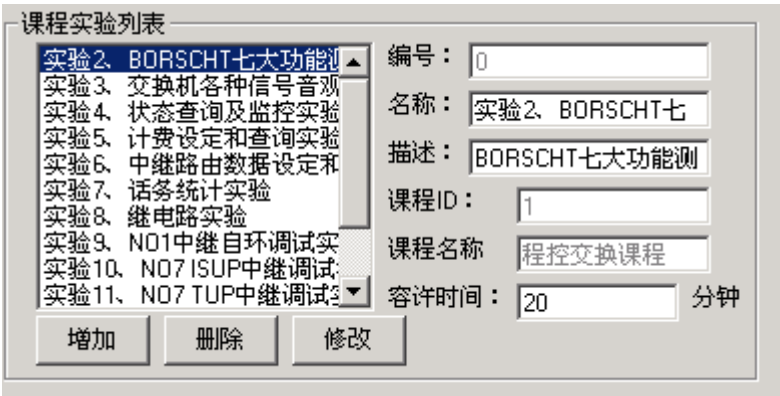 课程实验列表
实验2、BORSCHT七大功能测
实验3、交换机各种信号音观
实验4、状态查询及监控实验
实验5、计费设定和查询实验
实验6、中继路由数据设定和
实验7、话务统计实验
实验8、继电路实验
实验9、NO1中继自环调试实
实验10、NO7 ISUP中继调试
实验11、NO7 TUP中继调试实
编号： 0
名称： 实验2、BORSCHT七
描述： BORSCHT七大功能测
课程ID： 1
课程名称 程控交换课程
容许时间： 20 分钟
增加 删除 修改